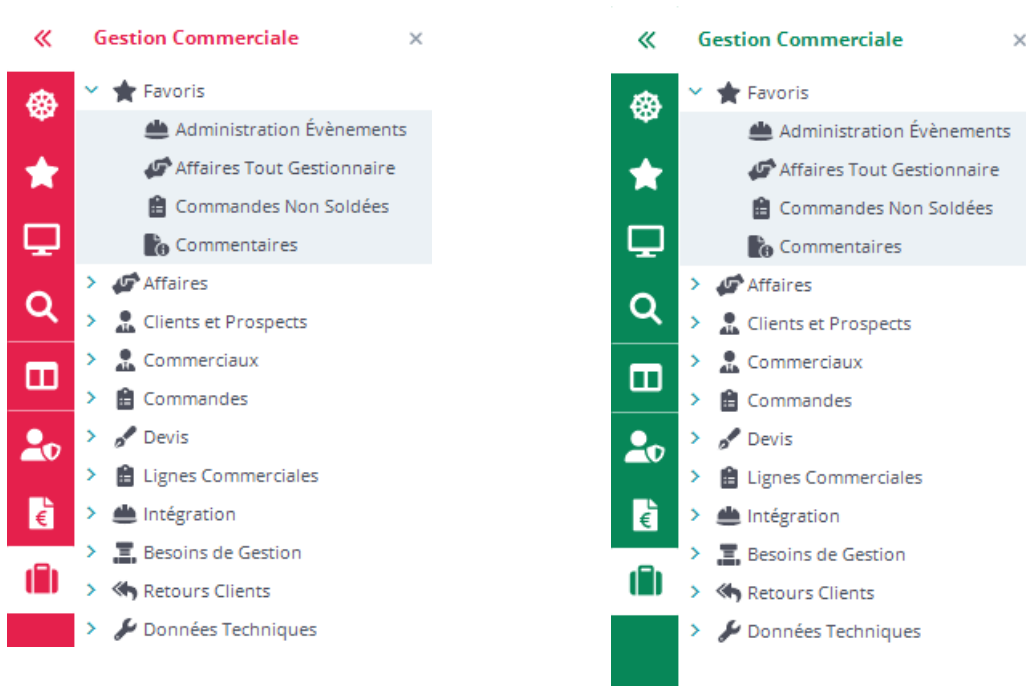 Gestion Commerciale
Favoris
Administration Évènements
Affaires Tout Gestionnaire
Commandes Non Soldées
Commentaires
Affaires
Clients et Prospects
Commerciaux
Commandes
Devis
Lignes Commerciales
Intégration
Besoins de Gestion
Retours Clients
Données Techniques
Gestion Commerciale
Favoris
Administration Évènements
Affaires Tout Gestionnaire
Commandes Non Soldées
Commentaires
Affaires
Clients et Prospects
Commerciaux
Commandes
Devis
Lignes Commerciales
Intégration
Besoins de Gestion
Retours Clients
Données Techniques